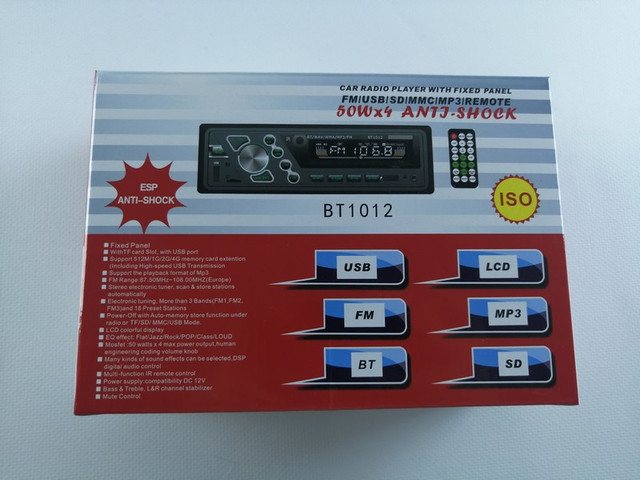 CAR RADIO PLAYER WITH FIXED PANEL
FM/USB/SD/MMC/MP3/REMOTE
50W×4 ANTI-SHOCK
BT1012
FM 106.8
ESP
ANTI-SHOCK
ISO
BT1012
Fixed Panel
With TF card Slot, with USB port
Support 512M/1G/2G/4G memory card extention
(Including High-speed USB Transmission
Support the playback format of Mp3
FM Range:87.50MHz~108.00MHZ(Europe)
Stereo electronic tuner, scan & store stations
automatically
Electronic tuning, More than 3 Bands(FM1,FM2,
FM3)and 18 Preset Stations
Power-Off with Auto-memory store function under
radio or TF/SD/ MMC/USB Mode.
LCD colorful display
EQ effect: Flat/Jazz/Rock/POP/Class/LOUD
Mosfet :50 watts x 4 max power output,human
engineering coding volume knob
Many kinds of sound effects can be selected,DSP
digital audio control
Multi-function IR remote control
Power supply:compatibility DC 12V
Bass & Treble, L&R channel stabilizer
Mute Control
USB
LCD
FM
MP3
BT
SD